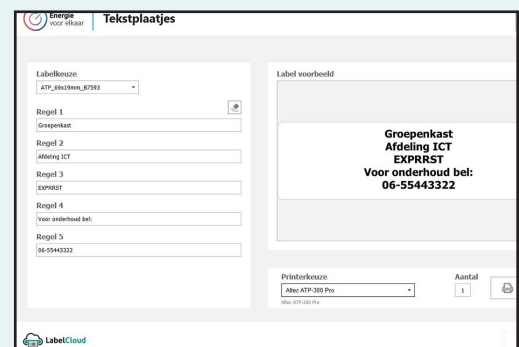 Energie
voor elkaar
Tekstplaatjes
Labelkeuze
ATP_69x19mm_B7593
Regel 1
Groepenkast
Regel 2
Afdeling ICT
Regel 3
EXPRRST
Regel 4
Voor onderhoud bel:
Regel 5
06-55443322
Label voorbeeld
Groepenkast
Afdeling ICT
EXPRRST
Voor onderhoud bel:
06-55443322
Printerkeuze
Altec ATP-300 Pro
Altec ATP-300 Pro
Aantal
1
LabelCloud